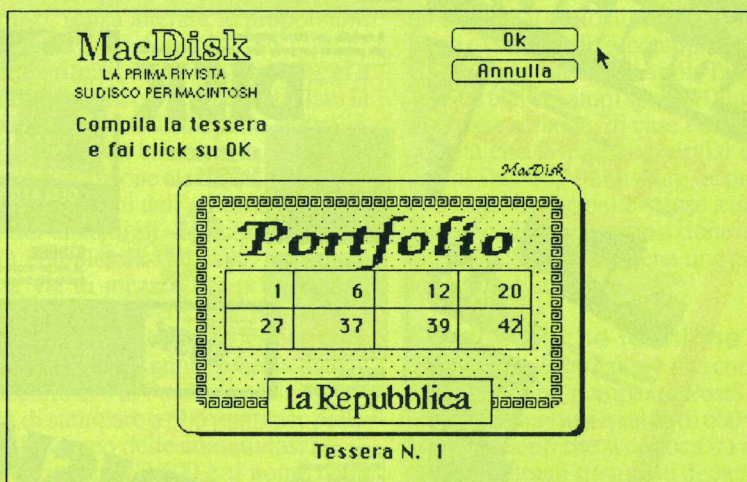 MacDisk
LA PRIMA RIVISTA
SU DISCO PER MACINTOSH
Compila la tessera
e fai click su OK
Ok
Annulla
MacDisk
Portfolio
1 6 12 20
27 37 39 42
la Repubblica
Tessera N. 1